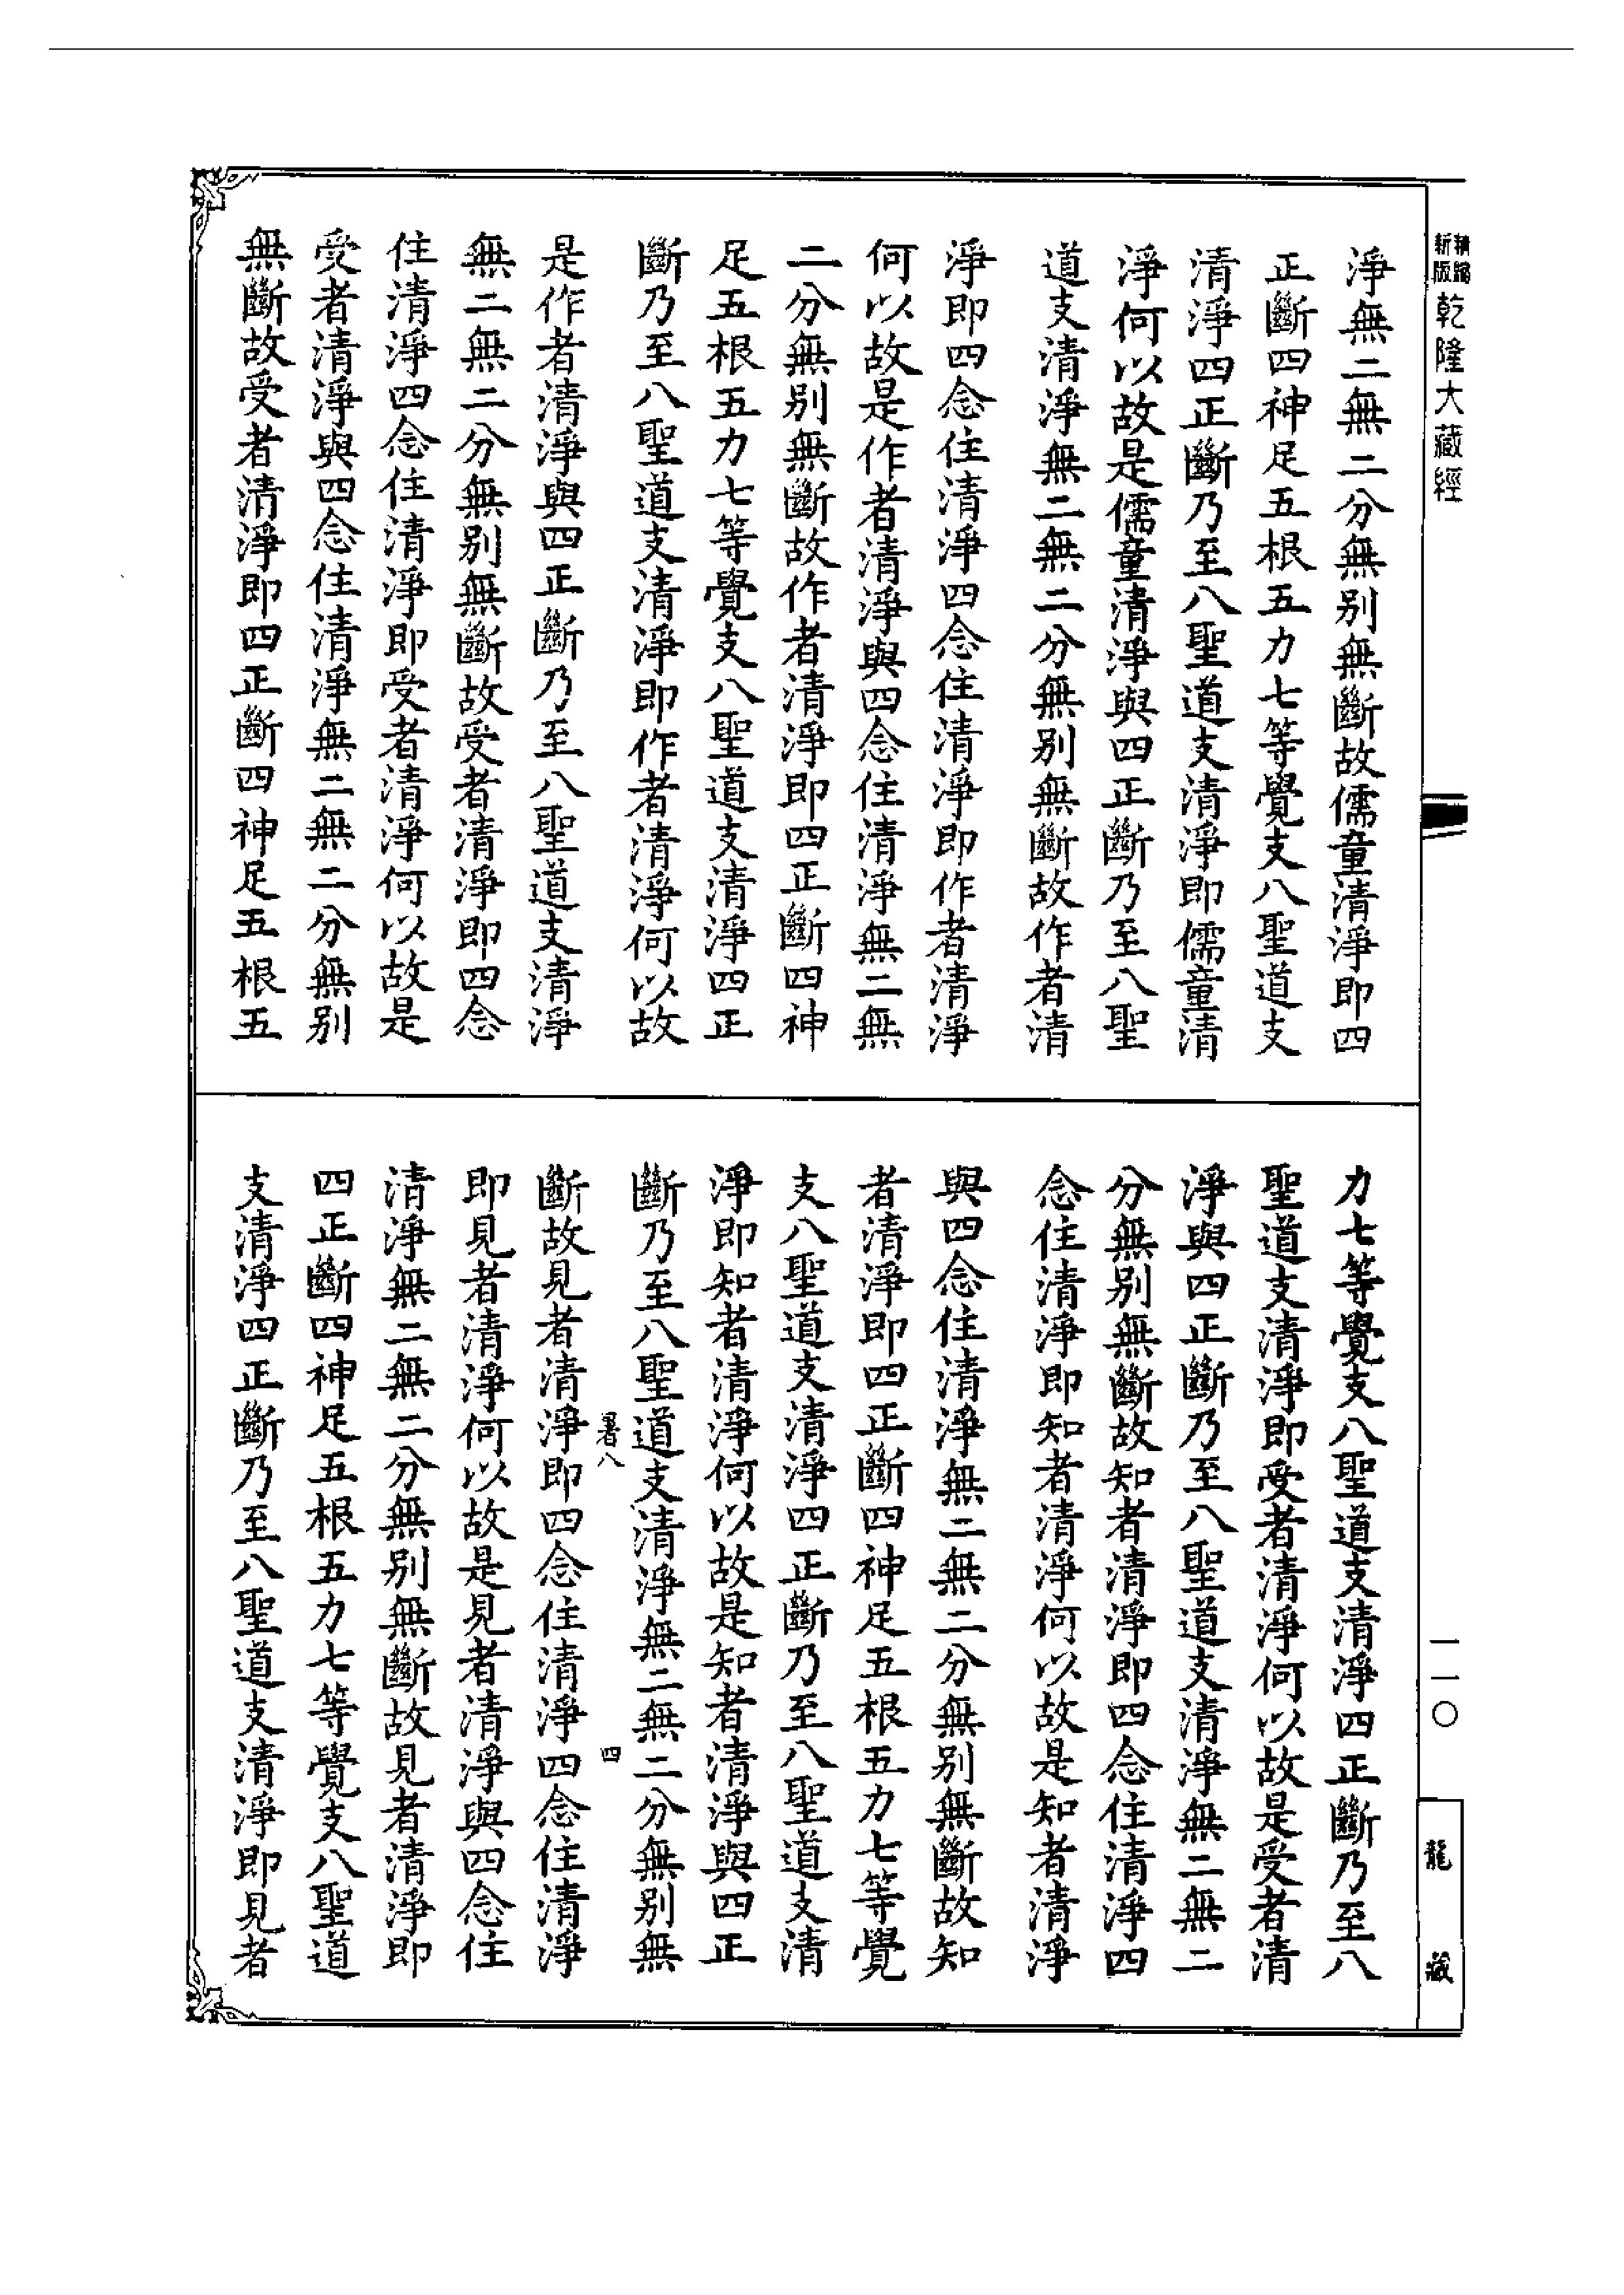 新編
新版
乾隆大藏經
淨無二無二分無別無斷故儒童清淨即四
正斷四神足五根五力七等覺支八聖道支
清淨四正斷乃至八聖道支清淨即儒童清
淨何以故是儒童清淨與四正斷乃至八聖
道支清淨無二無二分無別無斷故作者清
淨即四念住清淨四念住清淨即作者清淨
何以故是作者清淨與四念住清淨無二無
二分無別無斷故作者清淨即四正斷四神
足五根五力七等覺支八聖道支清淨四正
斷乃至八聖道支清淨即作者清淨何以故
是作者清淨與四正斷乃至八聖道支清淨
無二無二分無別無斷故受者清淨即四念
住清淨四念住清淨即受者清淨何以故是
受者清淨與四念住清淨無二無二分無別
無斷故受者清淨即四正斷四神足五根五
力七等覺支八聖道支清淨四正斷乃至八
聖道支清淨即受者清淨何以故是受者清
淨與四正斷乃至八聖道支清淨無二無二
分無別無斷故知者清淨即四念住清淨四
念住清淨即知者清淨何以故是知者清淨
與四念住清淨無二無二分無別無斷故知
者清淨即四正斷四神足五根五力七等覺
支八聖道支清淨四正斷乃至八聖道支清
淨即知者清淨何以故是知者清淨與四正
斷乃至八聖道支清淨無二無二分無別無
暑八 四
斷故見者清淨即四念住清淨四念住清淨
即見者清淨何以故是見者清淨與四念住
清淨無二無二分無別無斷故見者清淨即
四正斷四神足五根五力七等覺支八聖道
支清淨四正斷乃至八聖道支清淨即見者
一一〇
龍藏